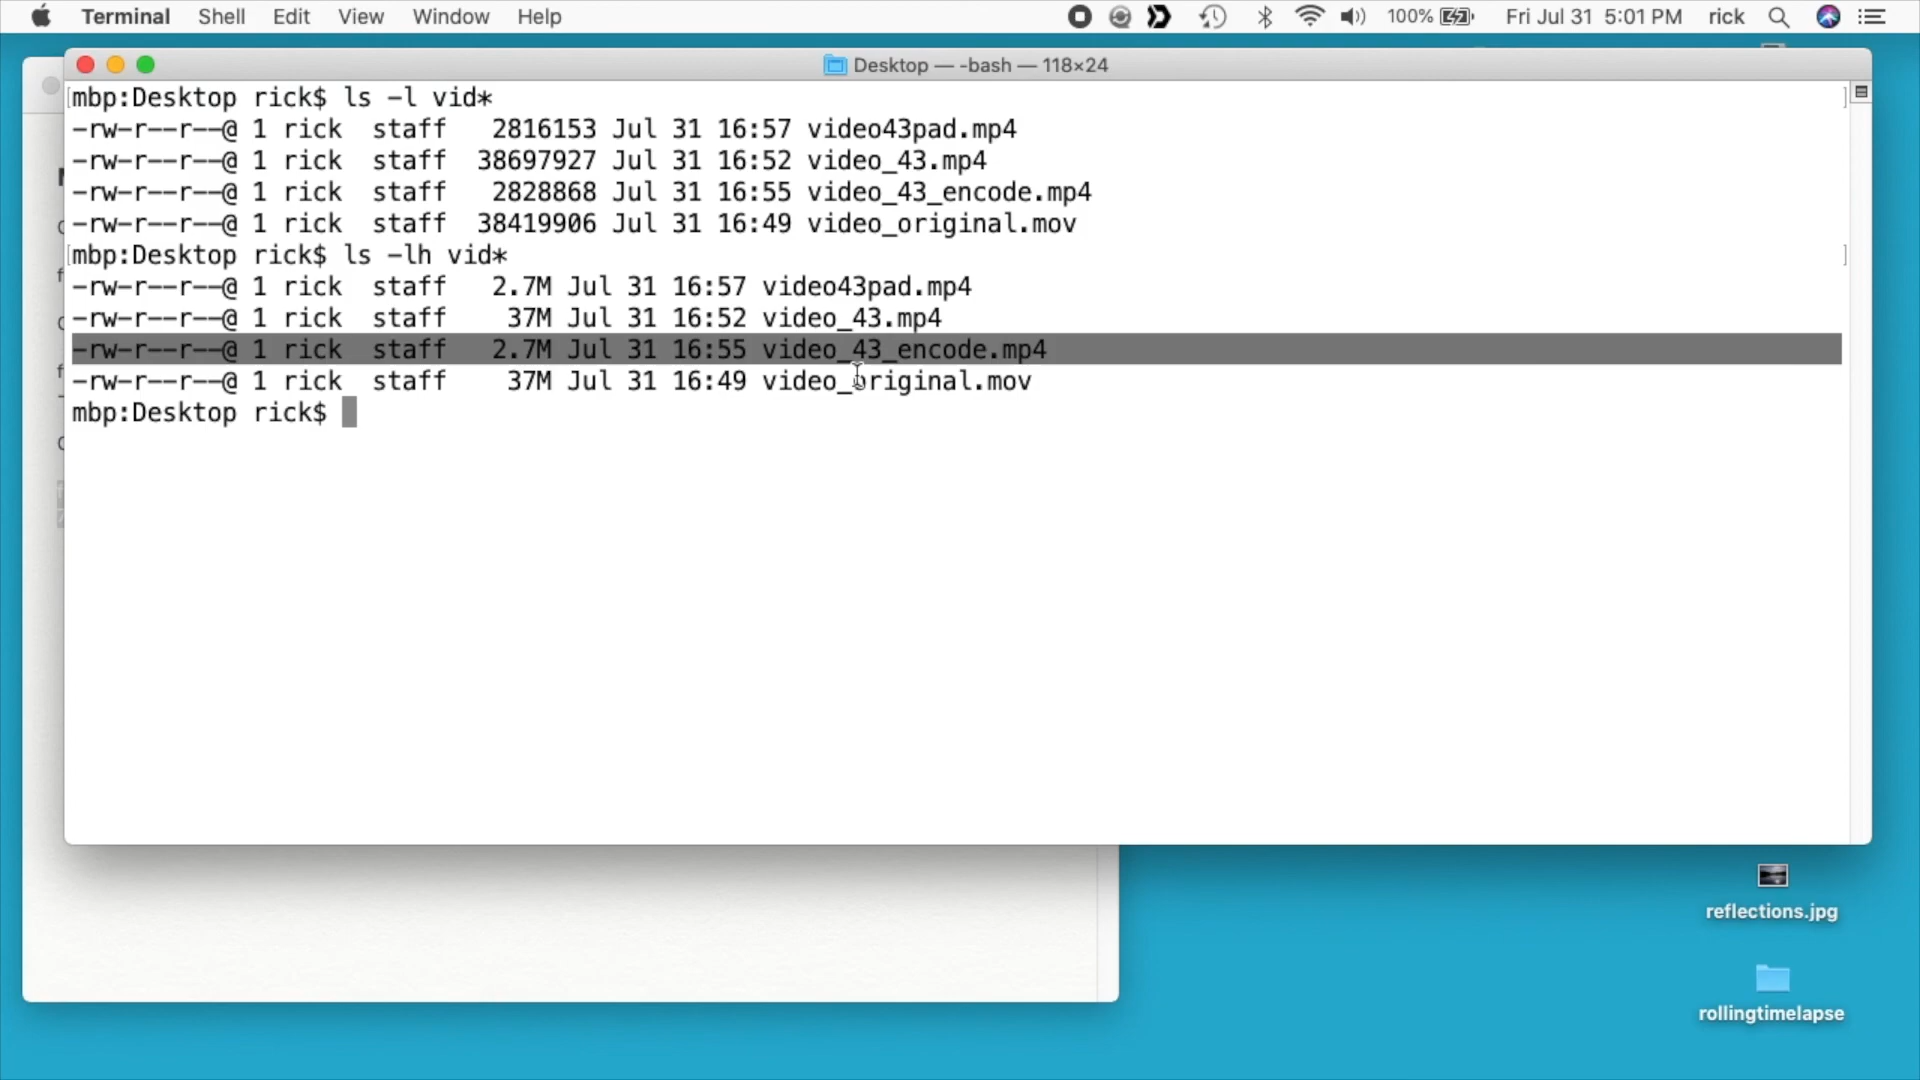 Terminal Shell Edit View Window Help 100% Fri Jul 31 5:01 PM rick
Desktop — -bash — 118×24
mbp:Desktop rick$ ls -l vid*
-rw-r--r--@ 1 rick staff 2816153 Jul 31 16:57 video43pad.mp4
-rw-r--r--@ 1 rick staff 38697927 Jul 31 16:52 video_43.mp4
-rw-r--r--@ 1 rick staff 2828868 Jul 31 16:55 video_43_encode.mp4
-rw-r--r--@ 1 rick staff 38419906 Jul 31 16:49 video_original.mov
mbp:Desktop rick$ ls -lh vid*
-rw-r--r--@ 1 rick staff 2.7M Jul 31 16:57 video43pad.mp4
-rw-r--r--@ 1 rick staff 37M Jul 31 16:52 video_43.mp4
-rw-r--r--@ 1 rick staff 2.7M Jul 31 16:55 video_43_encode.mp4
-rw-r--r--@ 1 rick staff 37M Jul 31 16:49 video_original.mov
mbp:Desktop rick$
reflections.jpg
rollingtimelapse